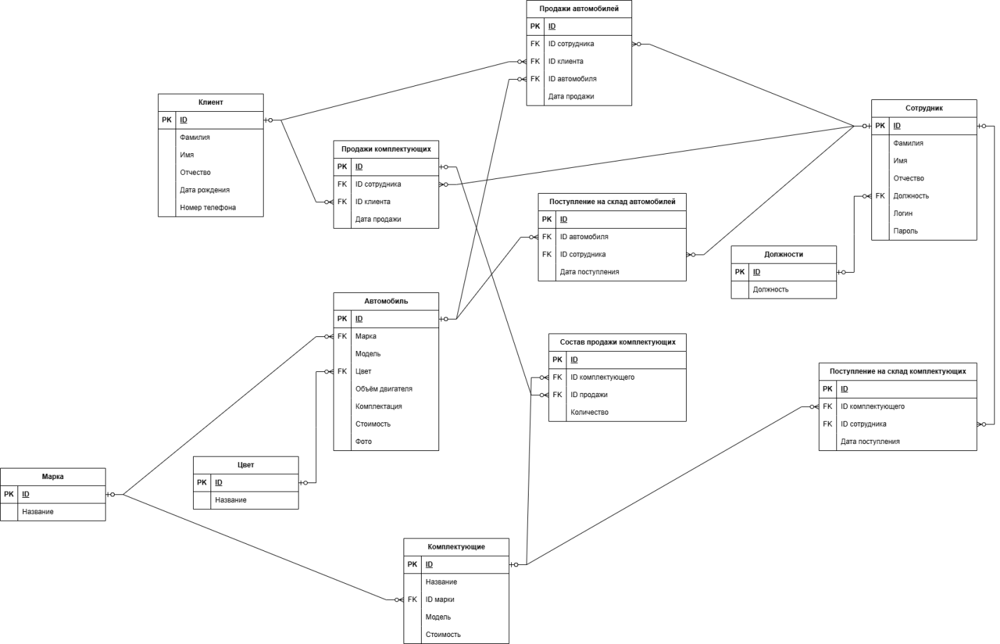 Продажи автомобилей
PK ID
FK ID сотрудника
FK ID клиента
FK ID автомобиля
Дата продажи
Клиент
PK ID
Фамилия
Имя
Отчество
Дата рождения
Номер телефона
Сотрудник
PK ID
Фамилия
Имя
Отчество
FK Должность
Логин
Пароль
Продажи комплектующих
PK ID
FK ID сотрудника
FK ID клиента
Дата продажи
Поступление на склад автомобилей
PK ID
FK ID автомобиля
FK ID сотрудника
Дата поступления
Должности
PK ID
Должность
Автомобиль
PK ID
FK Марка
Модель
FK Цвет
Объём двигателя
Комплектация
Стоимость
Фото
Состав продажи комплектующих
PK ID
FK ID комплектующего
FK ID продажи
Количество
Поступление на склад комплектующих
PK ID
FK ID комплектующего
FK ID сотрудника
Дата поступления
Цвет
PK ID
Название
Марка
PK ID
Название
Комплектующие
PK ID
Название
FK ID марки
Модель
Стоимость